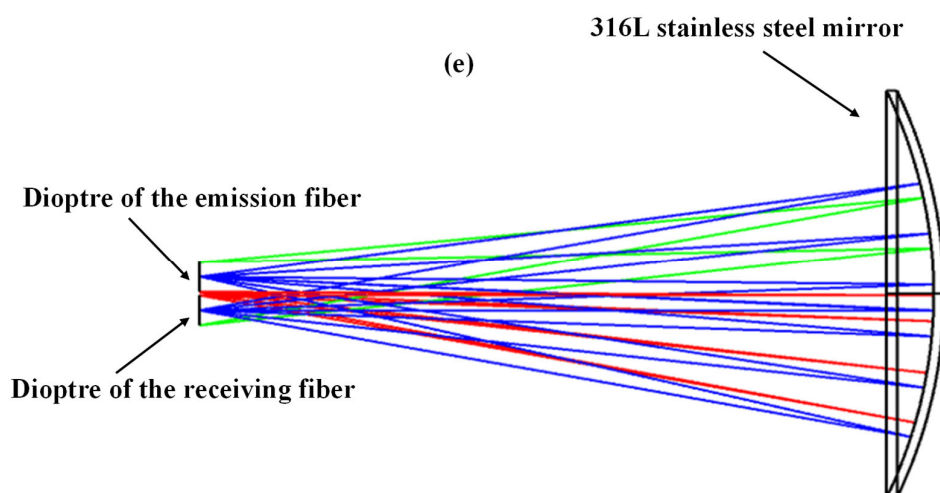 316L stainless steel mirror
(e)
Dioptre of the emission fiber
Dioptre of the receiving fiber